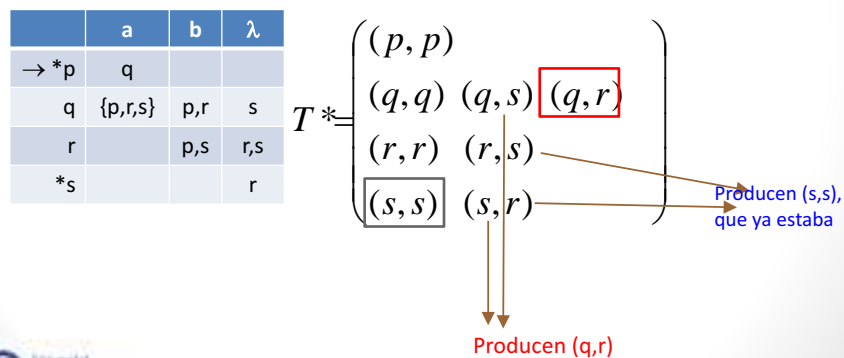 a b λ
→ *p q
q {p,r,s} p,r s
r p,s r,s
*s r
T *=
(p, p)
(q, q) (q, s) (q, r)
(r, r) (r, s)
(s, s) (s, r)
Producen (s,s),
que ya estaba
Producen (q,r)